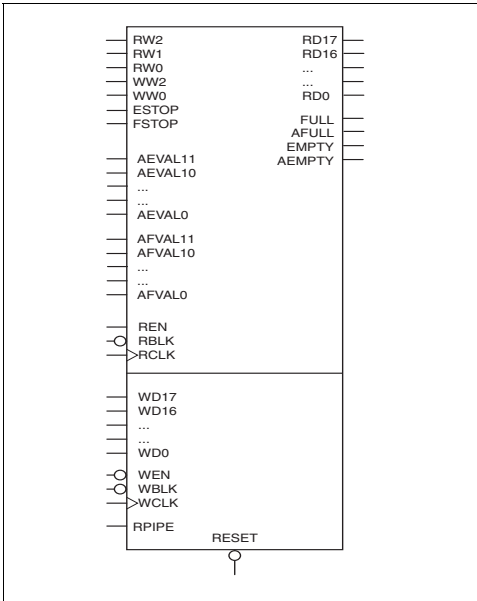 RW2
RW1
RW0
WW2
WW0
ESTOP
FSTOP
RD17
RD16
...
...
RD0
FULL
AFULL
EMPTY
AEMPTY
AEVAL11
AEVAL10
...
...
AEVAL0
AFVAL11
AFVAL10
...
...
AFVAL0
REN
RBLK
RCLK
WD17
WD16
...
...
WD0
WEN
WBLK
WCLK
RPIPE
RESET